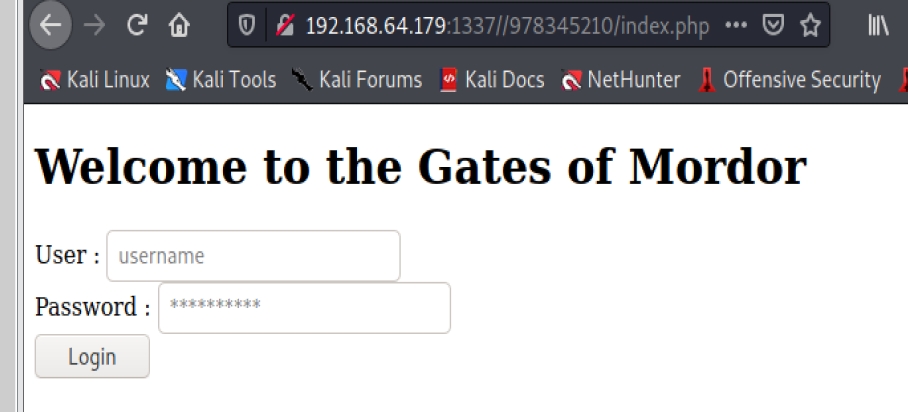 192.168.64.179:1337//978345210/index.php
Kali Linux Kali Tools Kali Forums Kali Docs NetHunter Offensive Security
Welcome to the Gates of Mordor
User : username
Password : **********
Login